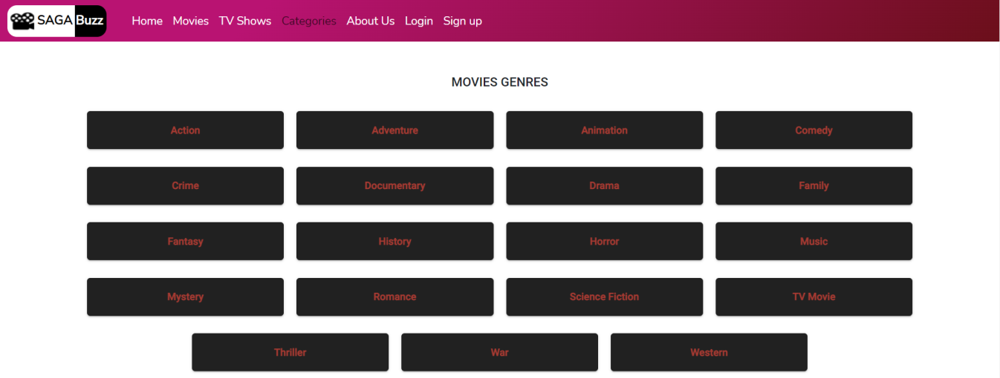 SAGA Buzz Home Movies TV Shows Categories About Us Login Sign up
MOVIES GENRES
Action Adventure Animation Comedy
Crime Documentary Drama Family
Fantasy History Horror Music
Mystery Romance Science Fiction TV Movie
Thriller War Western